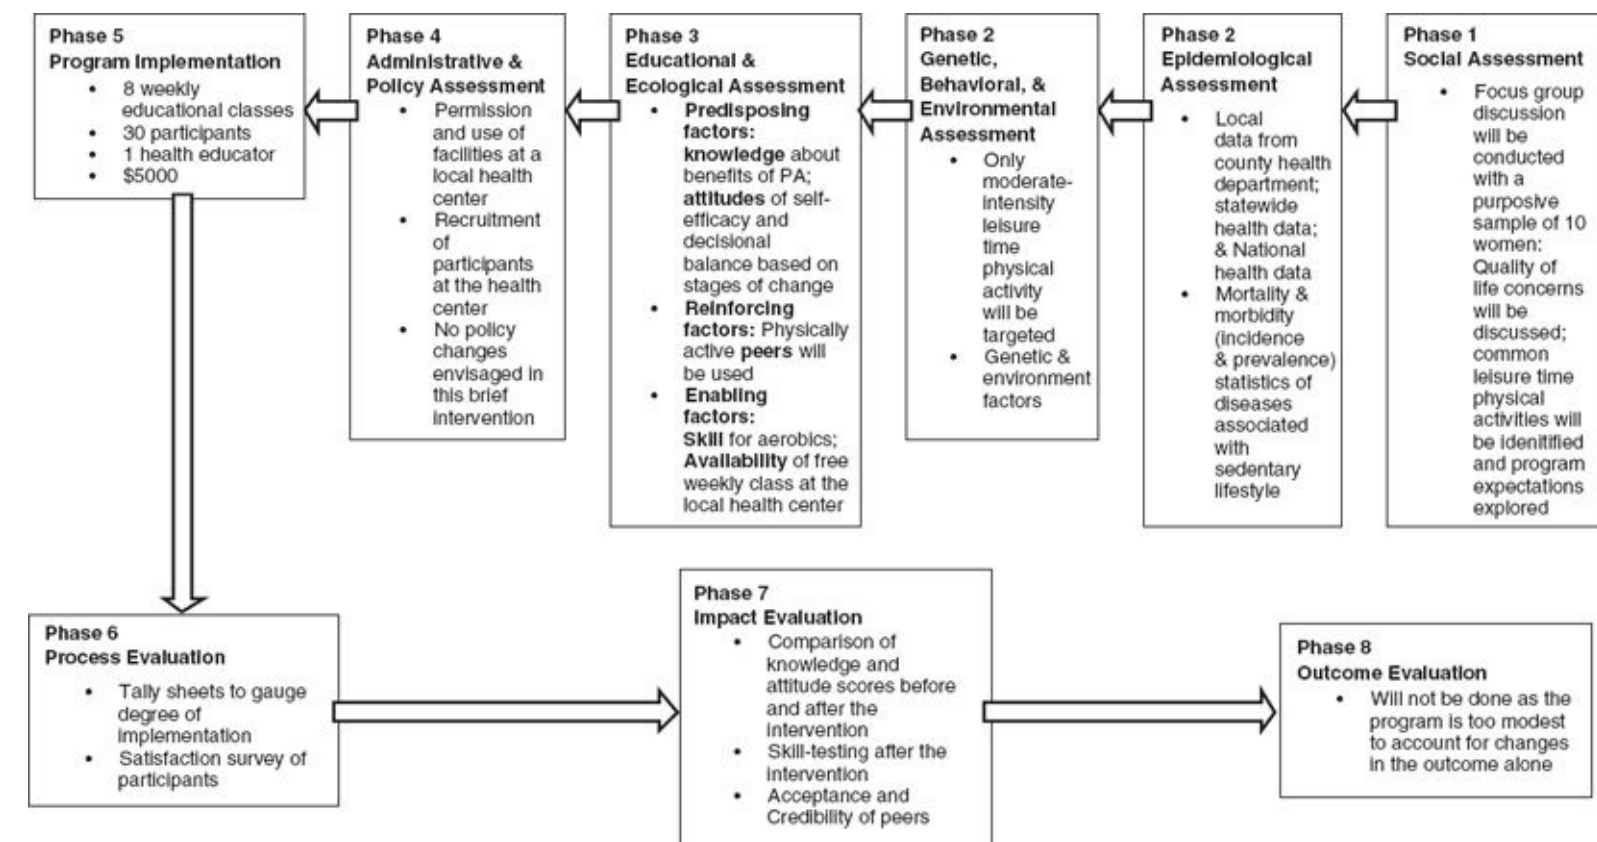 Phase 5
Program Implementation
• 8 weekly
educational classes
• 30 participants
• 1 health educator
• $5000
Phase 4
Administrative &
Policy Assessment
• Permission
and use of
facilities at a
local health
center
• Recruitment
of
participants
at the health
center
• No policy
changes
envisaged in
this brief
intervention
Phase 3
Educational &
Ecological Assessment
• Predisposing
factors:
knowledge about
benefits of PA;
attitudes of self-
efficacy and
decisional
balance based on
stages of change
• Reinforcing
factors: Physically
active peers will
be used
• Enabling
factors:
Skill for aerobics;
Availability of free
weekly class at the
local health center
Phase 2
Genetic,
Behavioral, &
Environmental
Assessment
• Only
moderate-
intensity
leisure
time
physical
activity
will be
targeted
• Genetic &
environment
factors
Phase 2
Epidemiological
Assessment
• Local
data from
county health
department;
statewide
health data;
& National
health data
• Mortality &
morbidity
(incidence
& prevalence)
statistics of
diseases
associated
with
sedentary
lifestyle
Phase 1
Social Assessment
• Focus group
discussion
will be
conducted
with a
purposive
sample of 10
women:
Quality of
life concerns
will be
discussed;
common
leisure time
physical
activities will
be idenitified
and program
expectations
explored
Phase 6
Process Evaluation
• Tally sheets to gauge
degree of
implementation
• Satisfaction survey of
participants
Phase 7
Impact Evaluation
• Comparison of
knowledge and
attitude scores before
and after the
intervention
• Skill-testing after the
intervention
• Acceptance and
Credibility of peers
Phase 8
Outcome Evaluation
• Will not be done as the
program is too modest
to account for changes
in the outcome alone